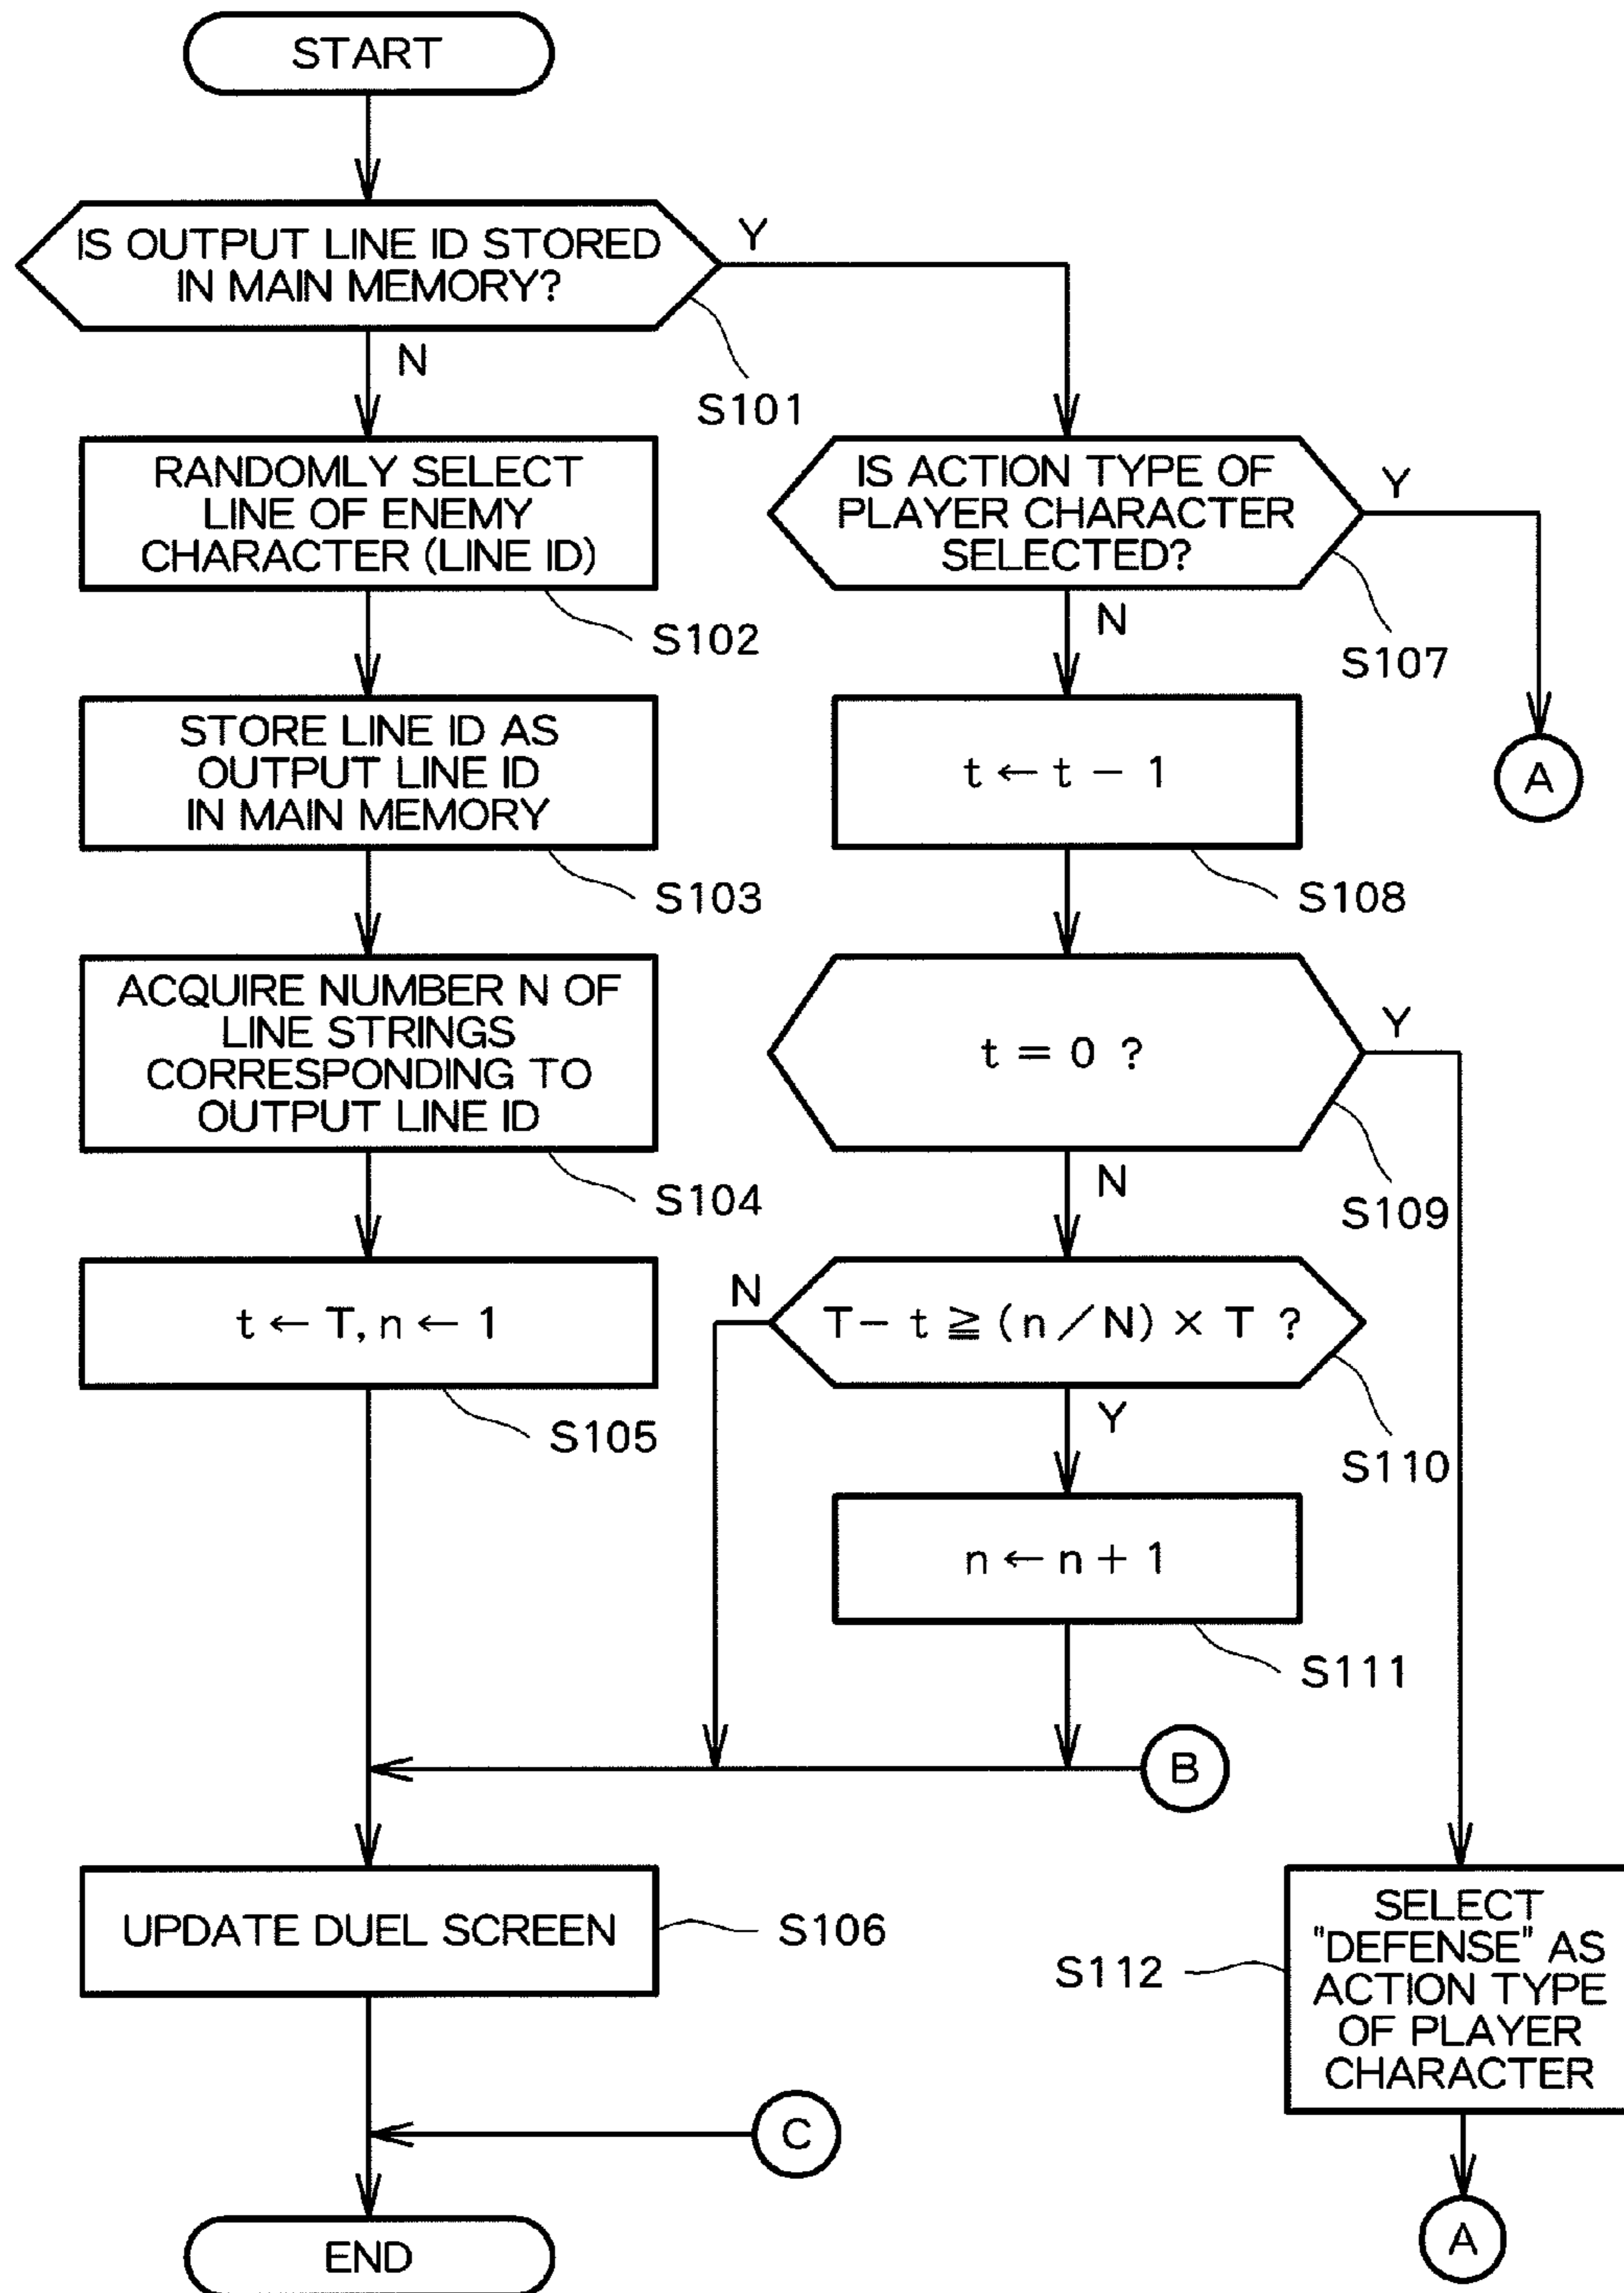 START
IS OUTPUT LINE ID STORED
IN MAIN MEMORY?
Y
N
S101
RANDOMLY SELECT
LINE OF ENEMY
CHARACTER (LINE ID)
S102
STORE LINE ID AS
OUTPUT LINE ID
IN MAIN MEMORY
S103
ACQUIRE NUMBER N OF
LINE STRINGS
CORRESPONDING TO
OUTPUT LINE ID
S104
t ← T, n ← 1
S105
IS ACTION TYPE OF
PLAYER CHARACTER
SELECTED?
Y
N
S107
A
t ← t − 1
S108
t = 0 ?
Y
N
S109
T − t ≧ (n / N) × T ?
N
Y
S110
n ← n + 1
S111
B
UPDATE DUEL SCREEN
S106
S112
SELECT
"DEFENSE" AS
ACTION TYPE
OF PLAYER
CHARACTER
A
C
END